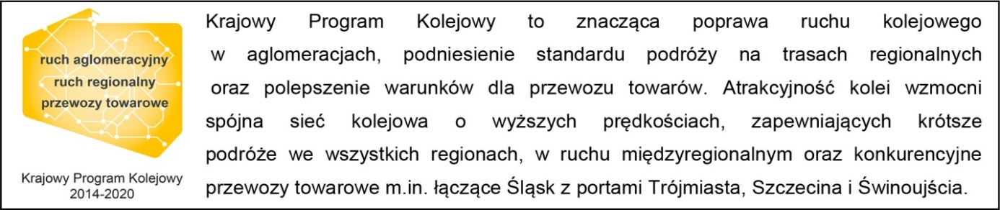 ruch aglomeracyjny
ruch regionalny
przewozy towarowe
Krajowy Program Kolejowy
2014-2020
Krajowy Program Kolejowy to znacząca poprawa ruchu kolejowego
w aglomeracjach, podniesienie standardu podróży na trasach regionalnych
oraz polepszenie warunków dla przewozu towarów. Atrakcyjność kolei wzmocni
spójna sieć kolejowa o wyższych prędkościach, zapewniających krótsze
podróże we wszystkich regionach, w ruchu międzyregionalnym oraz konkurencyjne
przewozy towarowe m.in. łączące Śląsk z portami Trójmiasta, Szczecina i Świnoujścia.